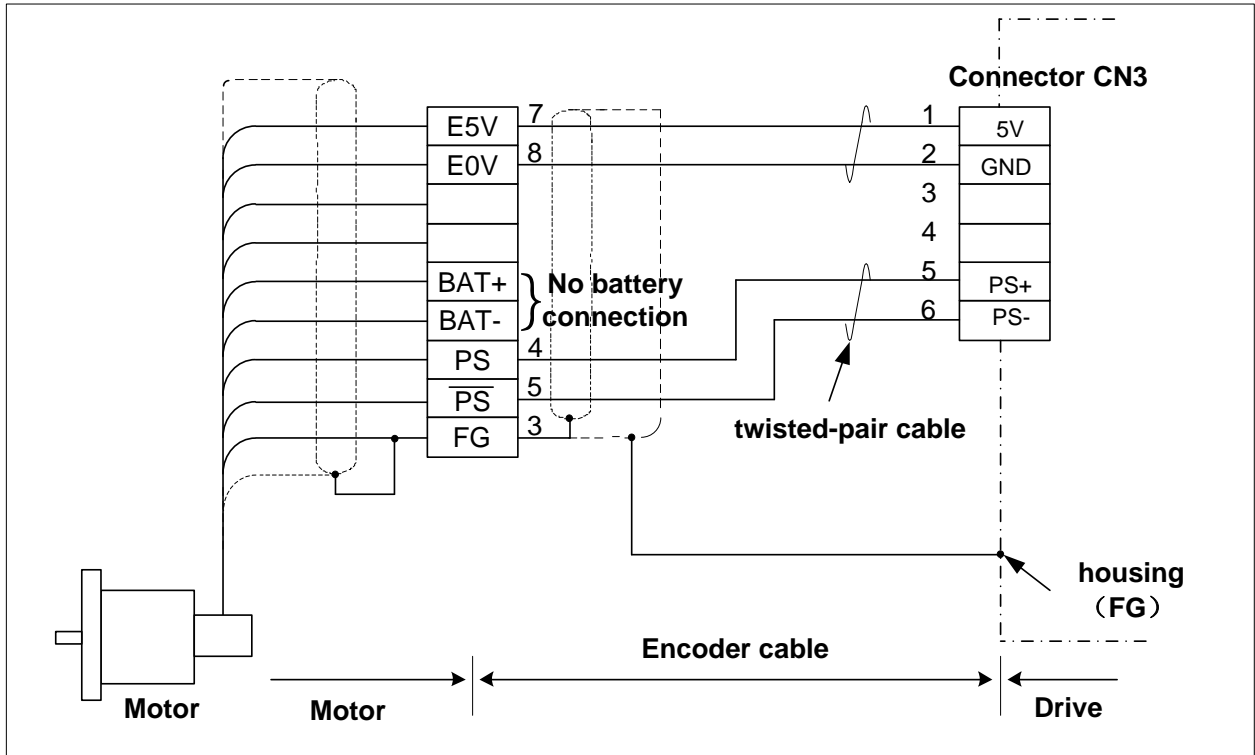 Connector CN3
E5V 7 1 5V
E0V 8 2 GND
3
4
BAT+ 5 PS+
BAT- 6 PS-
No battery
connection
PS 4
P̅S̅ 5
FG 3
twisted-pair cable
housing
（FG）
Encoder cable
Motor
Motor
Drive